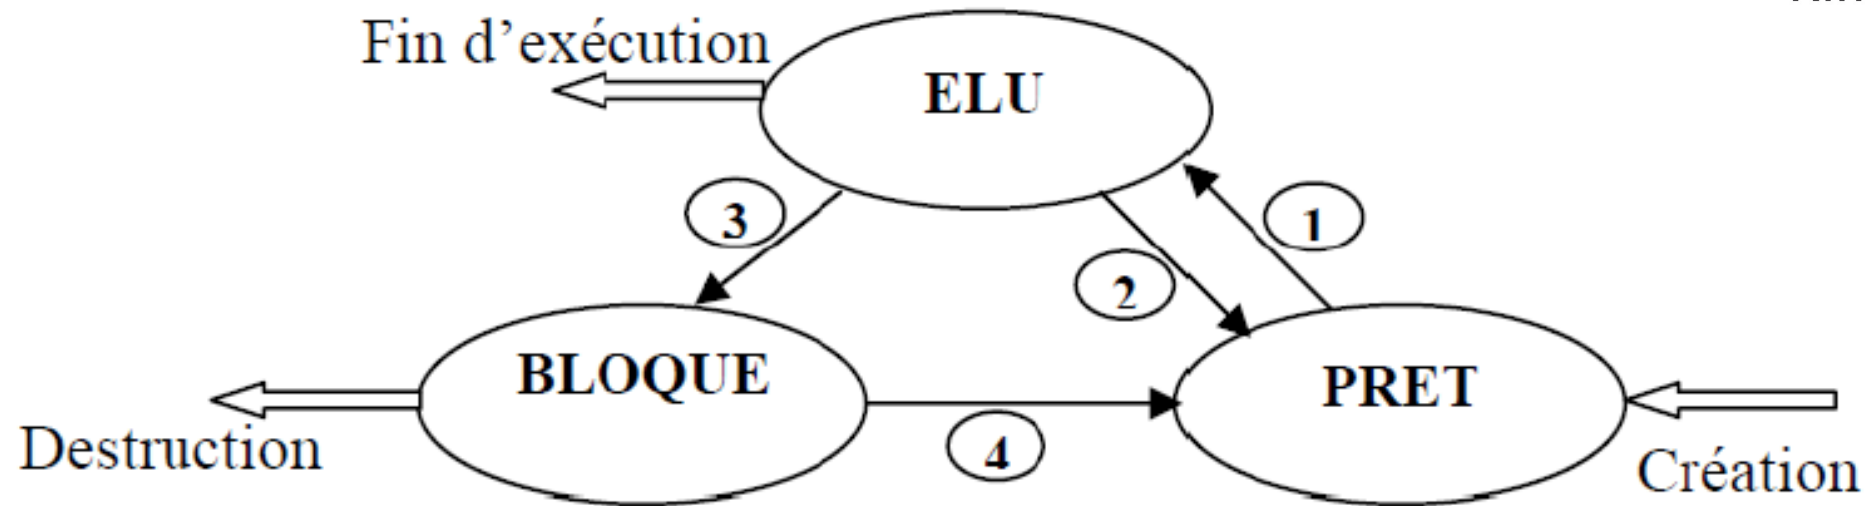 Fin d'exécution
ELU
3
1
2
BLOQUE
PRET
4
Destruction
Création